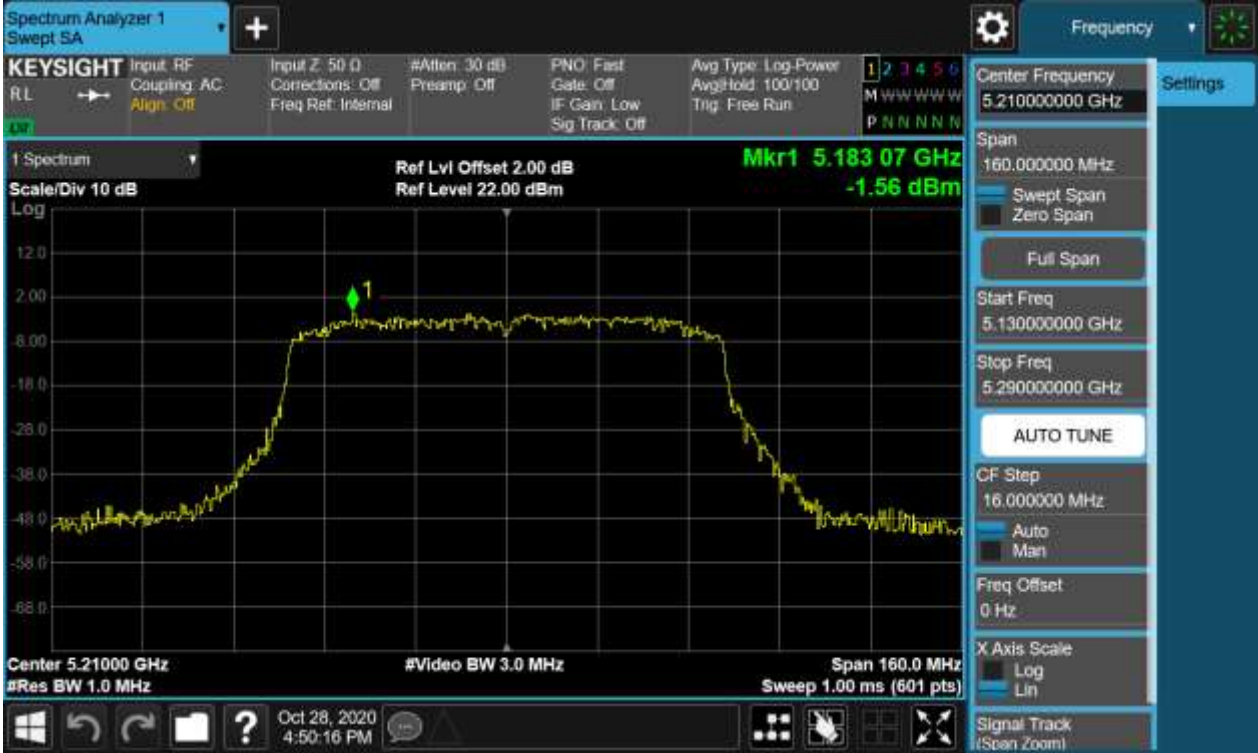 Spectrum Analyzer 1
Swept SA
+
Frequency
KEYSIGHT
RL
Input: RF
Coupling: AC
Align: Off
Input Z: 50 Ω
Corrections: Off
Freq Ref: Internal
#Atten: 30 dB
Preamp: Off
PNO: Fast
Gate: Off
IF Gain: Low
Sig Track: Off
Avg Type: Log-Power
Avg|Hold: 100/100
Trig: Free Run
1 2 3 4 5 6
M W W W W W
P N N N N N
Center Frequency
5.210000000 GHz
Settings
Span
160.000000 MHz
Swept Span
Zero Span
Full Span
Start Freq
5.130000000 GHz
Stop Freq
5.290000000 GHz
AUTO TUNE
CF Step
16.000000 MHz
Auto
Man
Freq Offset
0 Hz
X Axis Scale
Log
Lin
Signal Track
(Span Zoom)
1 Spectrum
Scale/Div 10 dB
Log
Ref Lvl Offset 2.00 dB
Ref Level 22.00 dBm
Mkr1 5.183 07 GHz
-1.56 dBm
1
12.0
2.00
-8.00
-18.0
-28.0
-38.0
-48.0
-58.0
-68.0
Center 5.21000 GHz
#Res BW 1.0 MHz
#Video BW 3.0 MHz
Span 160.0 MHz
Sweep 1.00 ms (601 pts)
?
Oct 28, 2020
4:50:16 PM